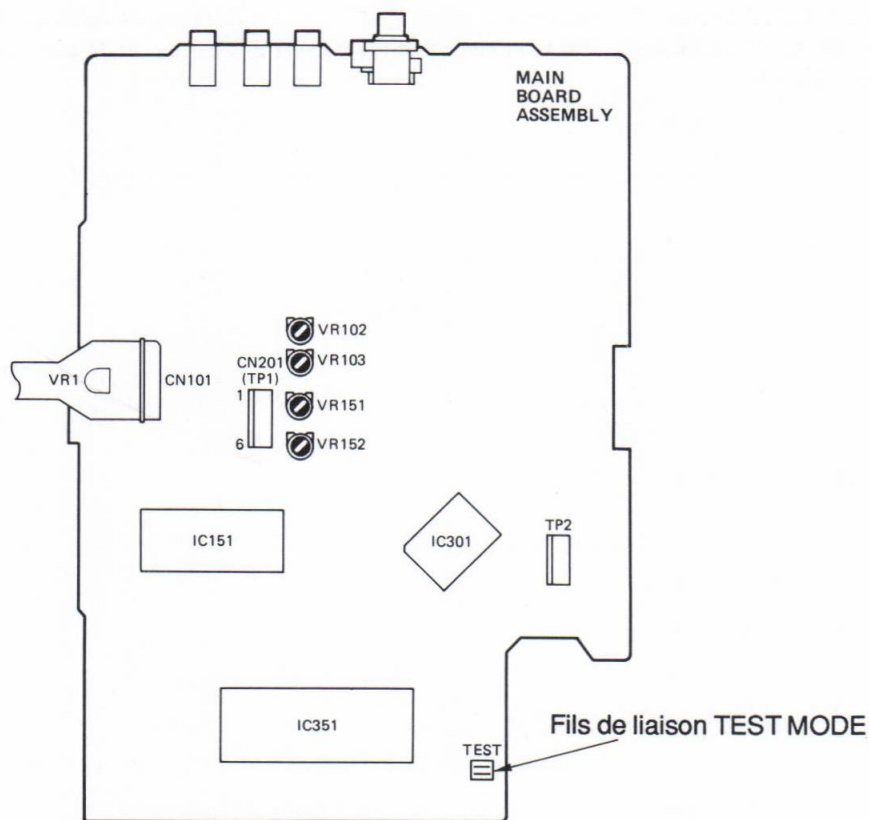 MAIN
BOARD
ASSEMBLY
VR102
CN201
(TP1)
VR103
VR1
CN101
1
VR151
6
VR152
IC151
IC301
TP2
IC351
Fils de liaison TEST MODE
TEST